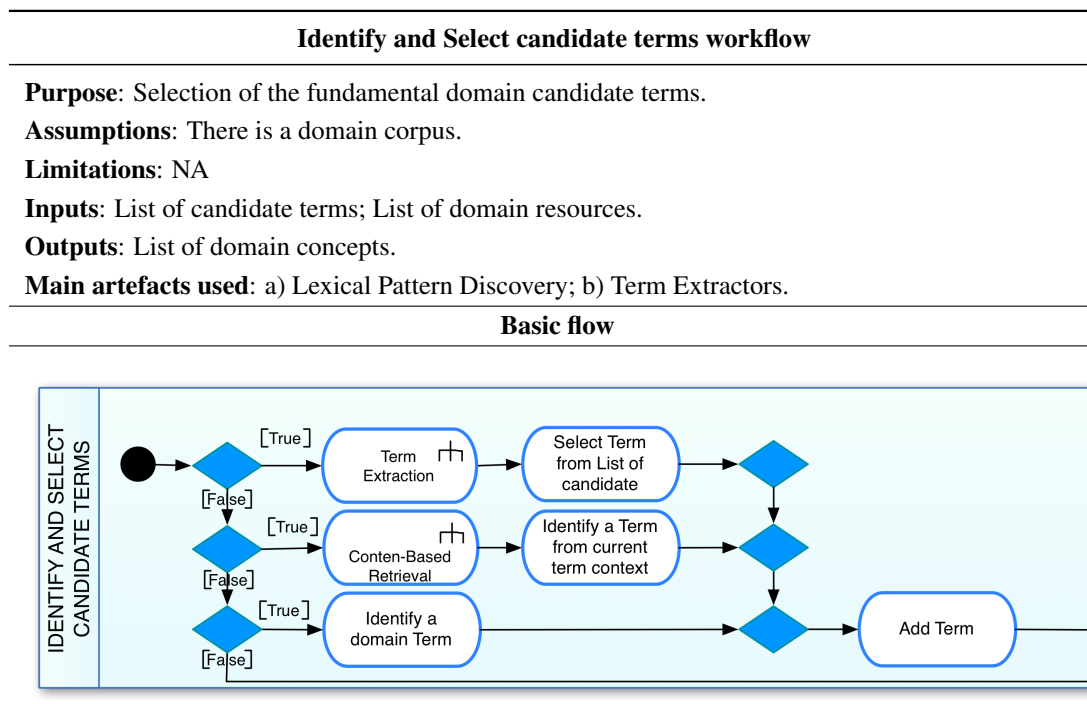 Identify and Select candidate terms workflow
Purpose: Selection of the fundamental domain candidate terms.
Assumptions: There is a domain corpus.
Limitations: NA
Inputs: List of candidate terms; List of domain resources.
Outputs: List of domain concepts.
Main artefacts used: a) Lexical Pattern Discovery; b) Term Extractors.
Basic flow
IDENTIFY AND SELECT
CANDIDATE TERMS
[True]
Term
Extraction
Select Term
from List of
candidate
[False]
[True]
Conten-Based
Retrieval
Identify a Term
from current
term context
[False]
[True]
Identify a
domain Term
Add Term
[False]